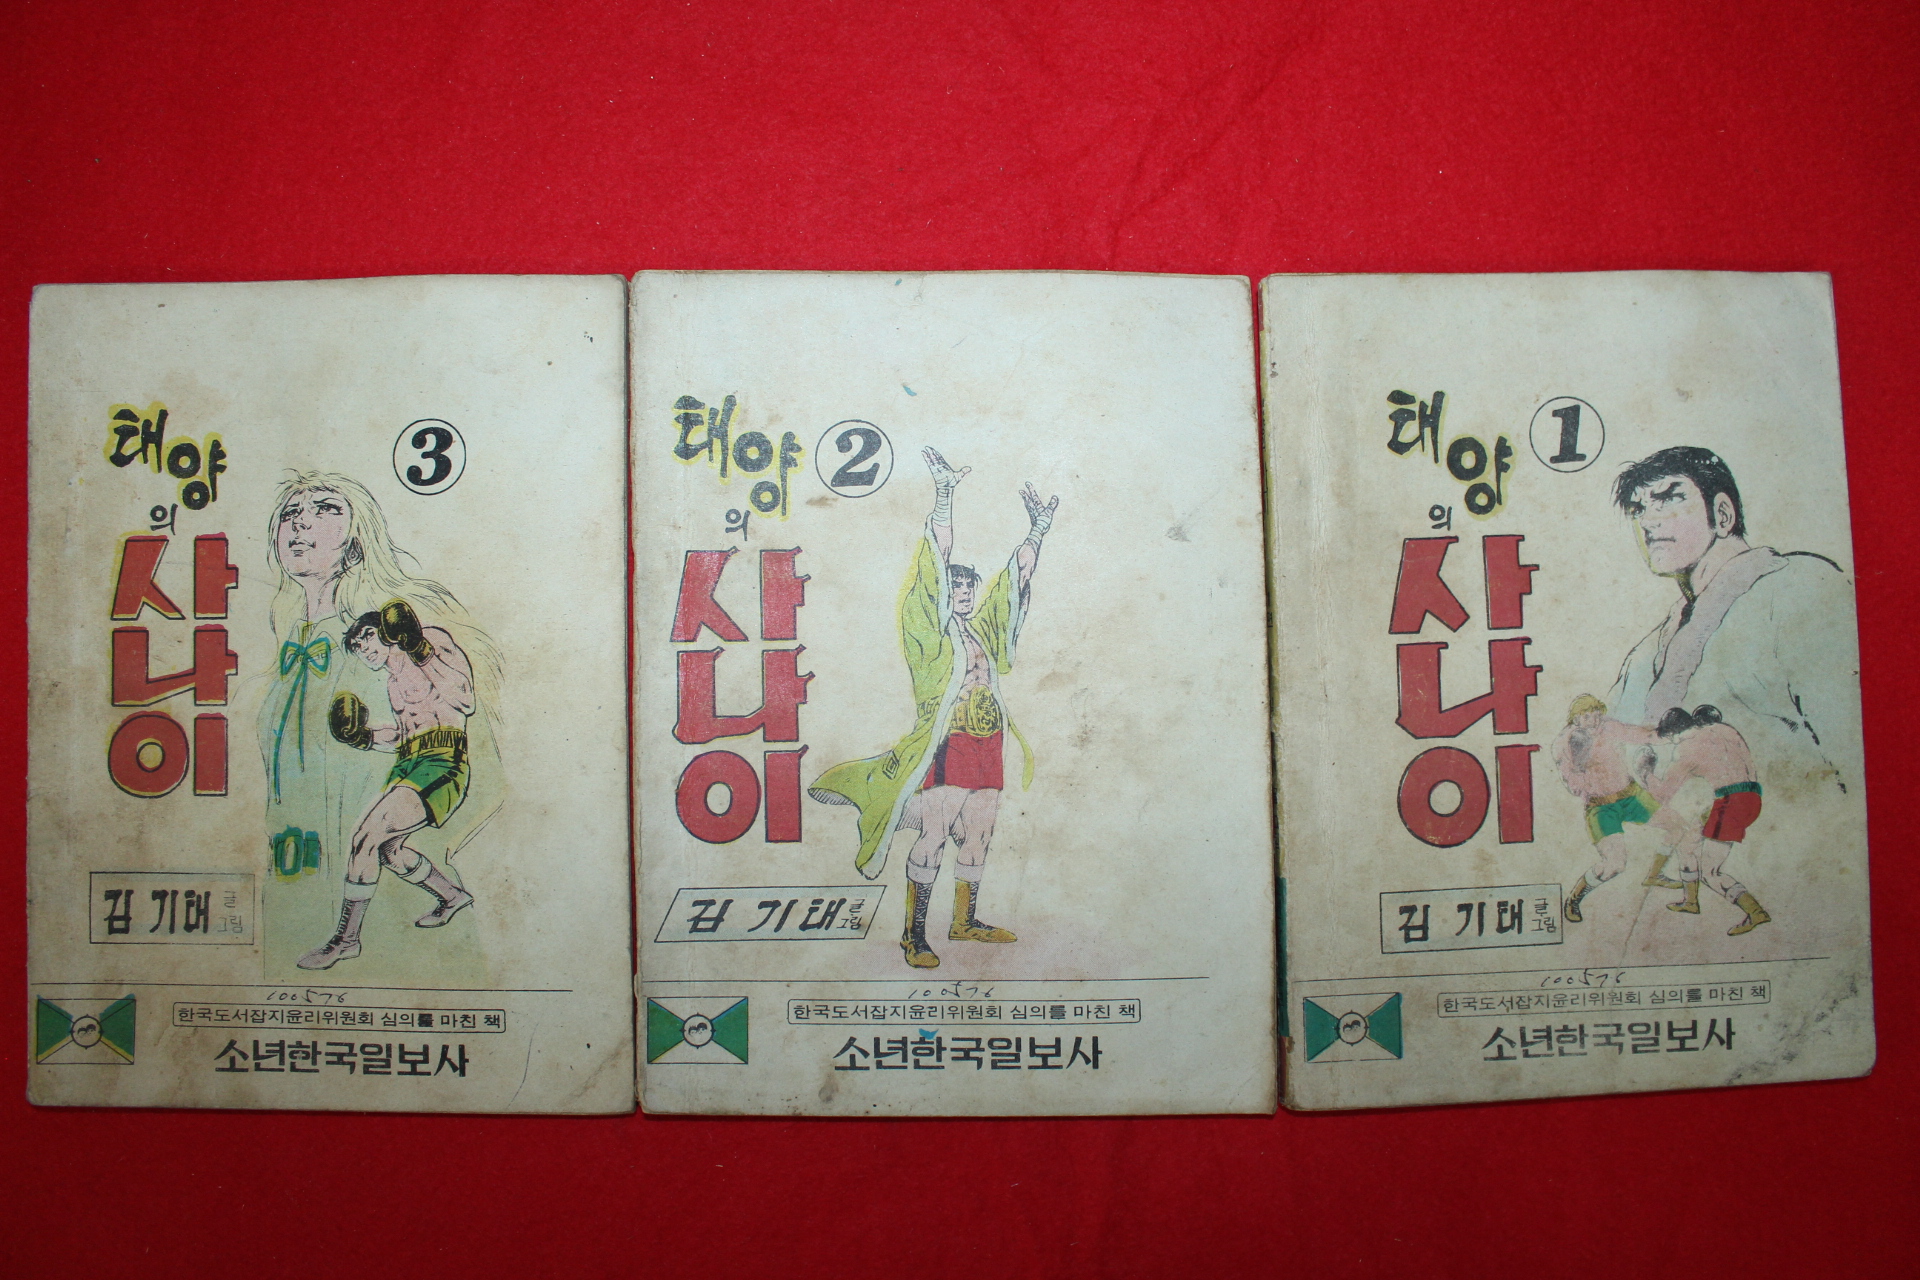 태양 ③
의
사
나
이
김 기태 글
그림
100576
한국도서잡지윤리위원회 심의를 마친 책
소년한국일보사
태양 ②
의
사
나
이
김 기태 글
그림
100576
한국도서잡지윤리위원회 심의를 마친 책
소년한국일보사
태양 ①
의
사
나
이
김 기태 글
그림
100576
한국도서잡지윤리위원회 심의를 마친 책
소년한국일보사